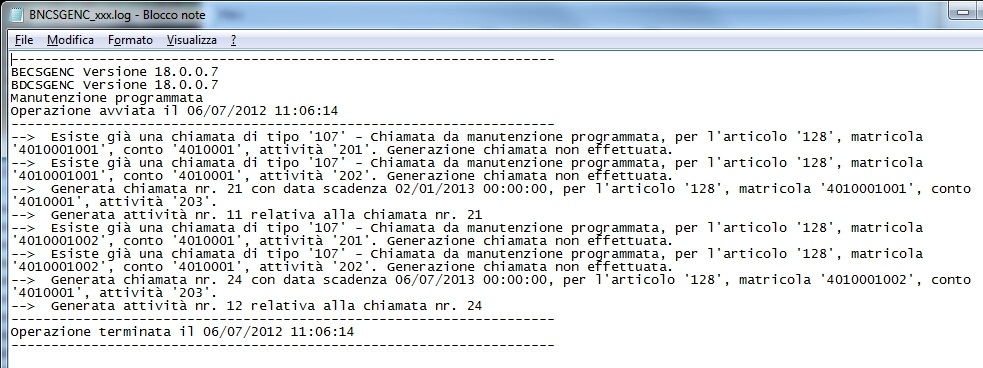 BNCSGENC_xxx.log - Blocco note
File Modifica Formato Visualizza ?
--------------------------------------------------------------------
BECSGENC Versione 18.0.0.7
BDCSGENC Versione 18.0.0.7
Manutenzione programmata
Operazione avviata il 06/07/2012 11:06:14
--------------------------------------------------------------------
--> Esiste già una chiamata di tipo '107' - Chiamata da manutenzione programmata, per l'articolo '128', matricola
'4010001001', conto '4010001', attività '201'. Generazione chiamata non effettuata.
--> Esiste già una chiamata di tipo '107' - Chiamata da manutenzione programmata, per l'articolo '128', matricola
'4010001001', conto '4010001', attività '202'. Generazione chiamata non effettuata.
--> Generata chiamata nr. 21 con data scadenza 02/01/2013 00:00:00, per l'articolo '128', matricola '4010001001', conto
'4010001', attività '203'.
--> Generata attività nr. 11 relativa alla chiamata nr. 21
--> Esiste già una chiamata di tipo '107' - Chiamata da manutenzione programmata, per l'articolo '128', matricola
'4010001002', conto '4010001', attività '201'. Generazione chiamata non effettuata.
--> Esiste già una chiamata di tipo '107' - Chiamata da manutenzione programmata, per l'articolo '128', matricola
'4010001002', conto '4010001', attività '202'. Generazione chiamata non effettuata.
--> Generata chiamata nr. 24 con data scadenza 06/07/2013 00:00:00, per l'articolo '128', matricola '4010001002', conto
'4010001', attività '203'.
--> Generata attività nr. 12 relativa alla chiamata nr. 24
--------------------------------------------------------------------
Operazione terminata il 06/07/2012 11:06:14
--------------------------------------------------------------------